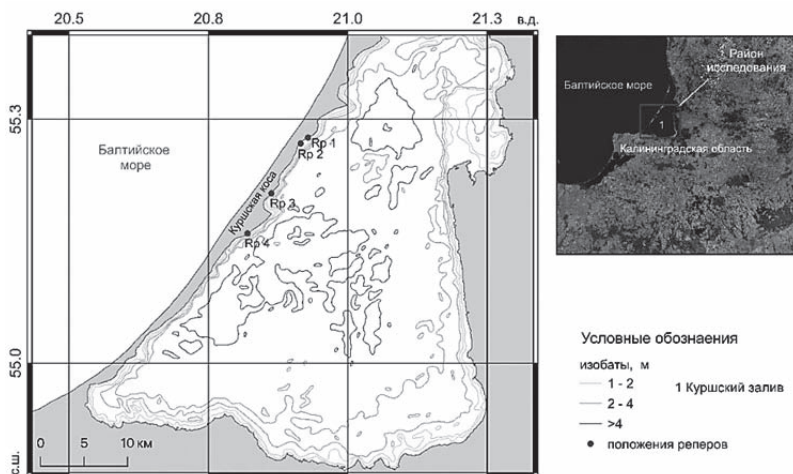 20.5 20.8 21.0 21.3 в.д.
55.3
Балтийское
море
Rp 1
Rp 2
Куршская коса
Rp 3
Rp 4
55.0
0 5 10 км
с.ш.
Район
исследования
Балтийское море
1
Калининградская область
Условные обознаения
изобаты, м
1 - 2
1 Куршский залив
2 - 4
>4
положения реперов